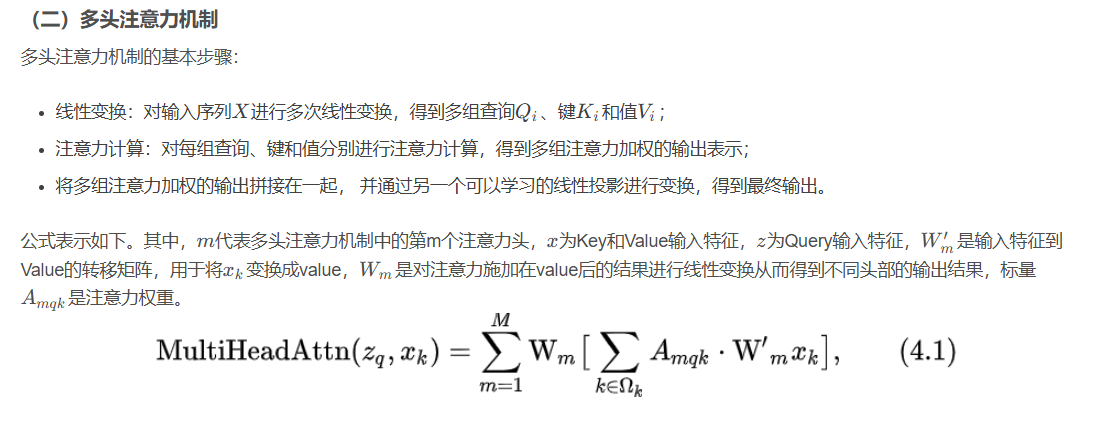 （二）多头注意力机制
多头注意力机制的基本步骤：
• 线性变换：对输入序列X进行多次线性变换，得到多组查询Q_i、键K_i和值V_i；
• 注意力计算：对每组查询、键和值分别进行注意力计算，得到多组注意力加权的输出表示；
• 将多组注意力加权的输出拼接在一起， 并通过另一个可以学习的线性投影进行变换，得到最终输出。
公式表示如下。其中，m代表多头注意力机制中的第m个注意力头，x为Key和Value输入特征，z为Query输入特征，W'_m是输入特征到
Value的转移矩阵，用于将x_k变换成value，W_m是对注意力施加在value后的结果进行线性变换从而得到不同头部的输出结果，标量
A_{mqk}是注意力权重。
MultiHeadAttn(z_q, x_k) = \sum_{m=1}^{M} W_m [ \sum_{k∈Ω_k} A_{mqk} · W'_m x_k ], (4.1)